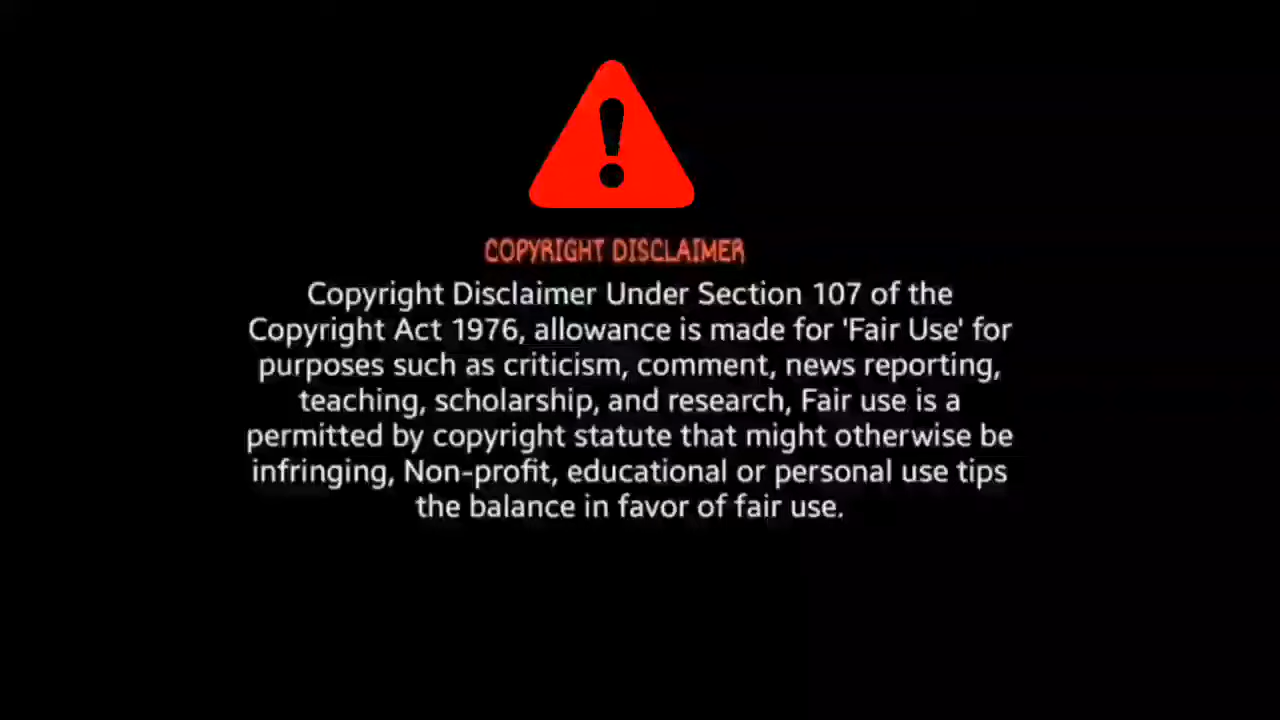 COPYRIGHT DISCLAIMER
Copyright Disclaimer Under Section 107 of the
Copyright Act 1976, allowance is made for 'Fair Use' for
purposes such as criticism, comment, news reporting,
teaching, scholarship, and research, Fair use is a
permitted by copyright statute that might otherwise be
infringing, Non-profit, educational or personal use tips
the balance in favor of fair use.